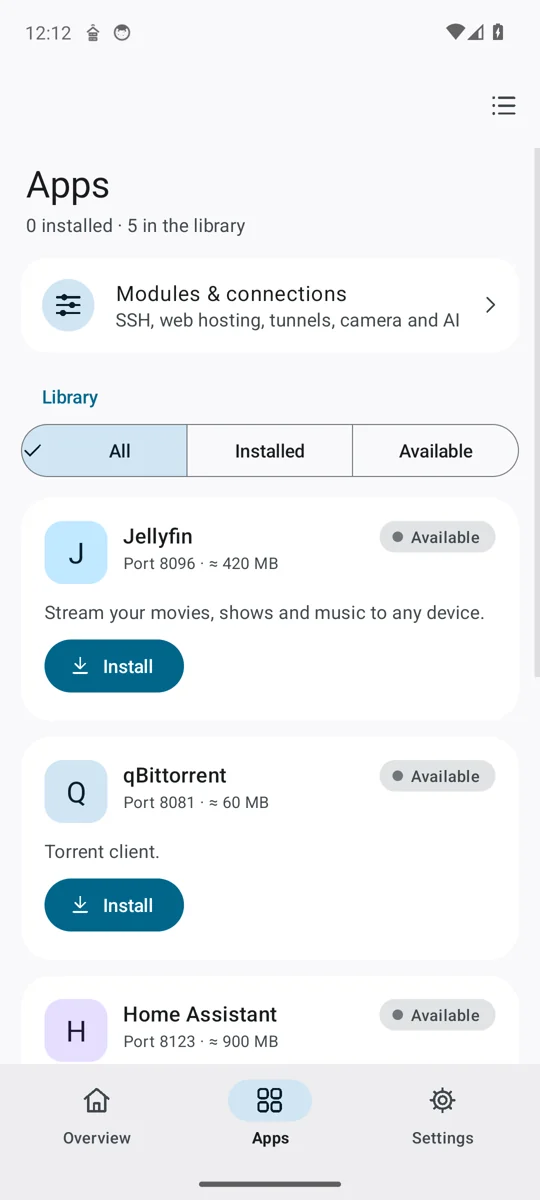 12:12
Apps
0 installed · 5 in the library
Modules & connections
SSH, web hosting, tunnels, camera and AI
Library
All
Installed
Available
J
Jellyfin
Available
Port 8096 · ≈ 420 MB
Stream your movies, shows and music to any device.
Install
Q
qBittorrent
Available
Port 8081 · ≈ 60 MB
Torrent client.
Install
H
Home Assistant
Available
Port 8123 · ≈ 900 MB
Overview
Apps
Settings